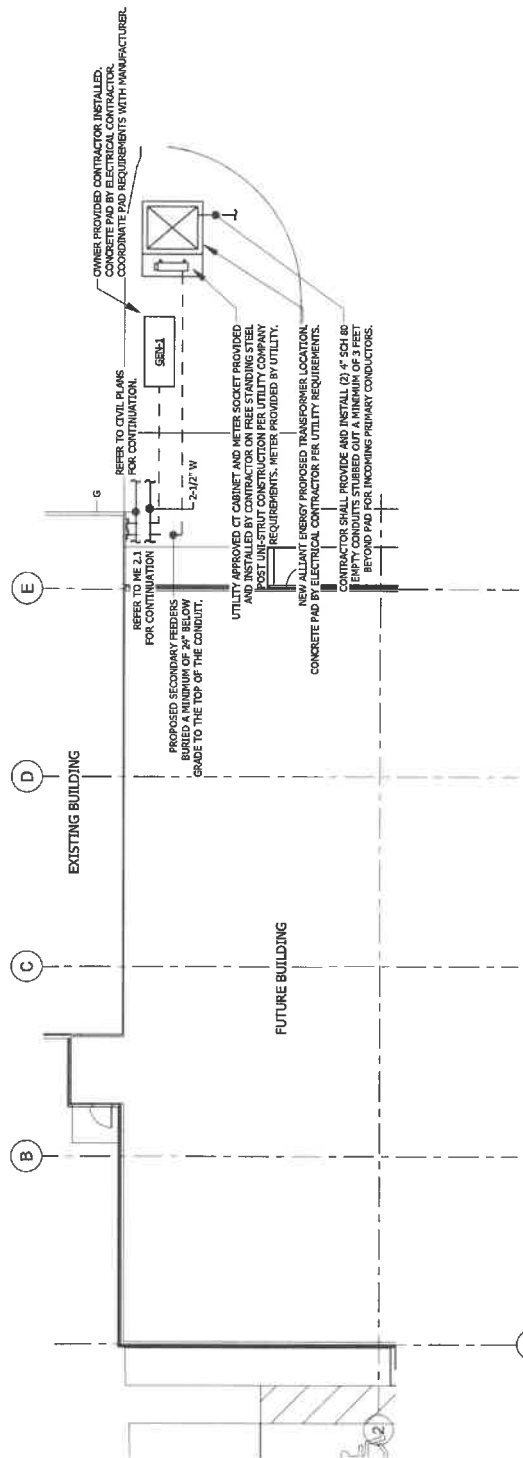 OWNER PROVIDED CONTRACTOR INSTALLED.
CONCRETE PAD BY ELECTRICAL CONTRACTOR.
COORDINATE PAD REQUIREMENTS WITH MANUFACTURER.
REFER TO CIVIL PLANS
FOR CONTINUATION.
GEN-1
G
2-1/2" W
REFER TO ME 2.1
FOR CONTINUATION
PROPOSED SECONDARY FEEDERS
BURIED A MINIMUM OF 24" BELOW
GRADE TO THE TOP OF THE CONDUIT.
UTILITY APPROVED CT CABINET AND METER SOCKET PROVIDED
AND INSTALLED BY CONTRACTOR ON FREE STANDING STEEL
POST UNI-STRUT CONSTRUCTION PER UTILITY COMPANY
REQUIREMENTS. METER PROVIDED BY UTILITY.
NEW ALLIANT ENERGY PROPOSED TRANSFORMER LOCATION.
CONCRETE PAD BY ELECTRICAL CONTRACTOR PER UTILITY REQUIREMENTS.
CONTRACTOR SHALL PROVIDE AND INSTALL (2) 4" SCH 80
EMPTY CONDUITS STUBBED OUT A MINIMUM OF 3 FEET
BEYOND PAD FOR INCOMING PRIMARY CONDUCTORS.
B
C
D
E
EXISTING BUILDING
FUTURE BUILDING
2